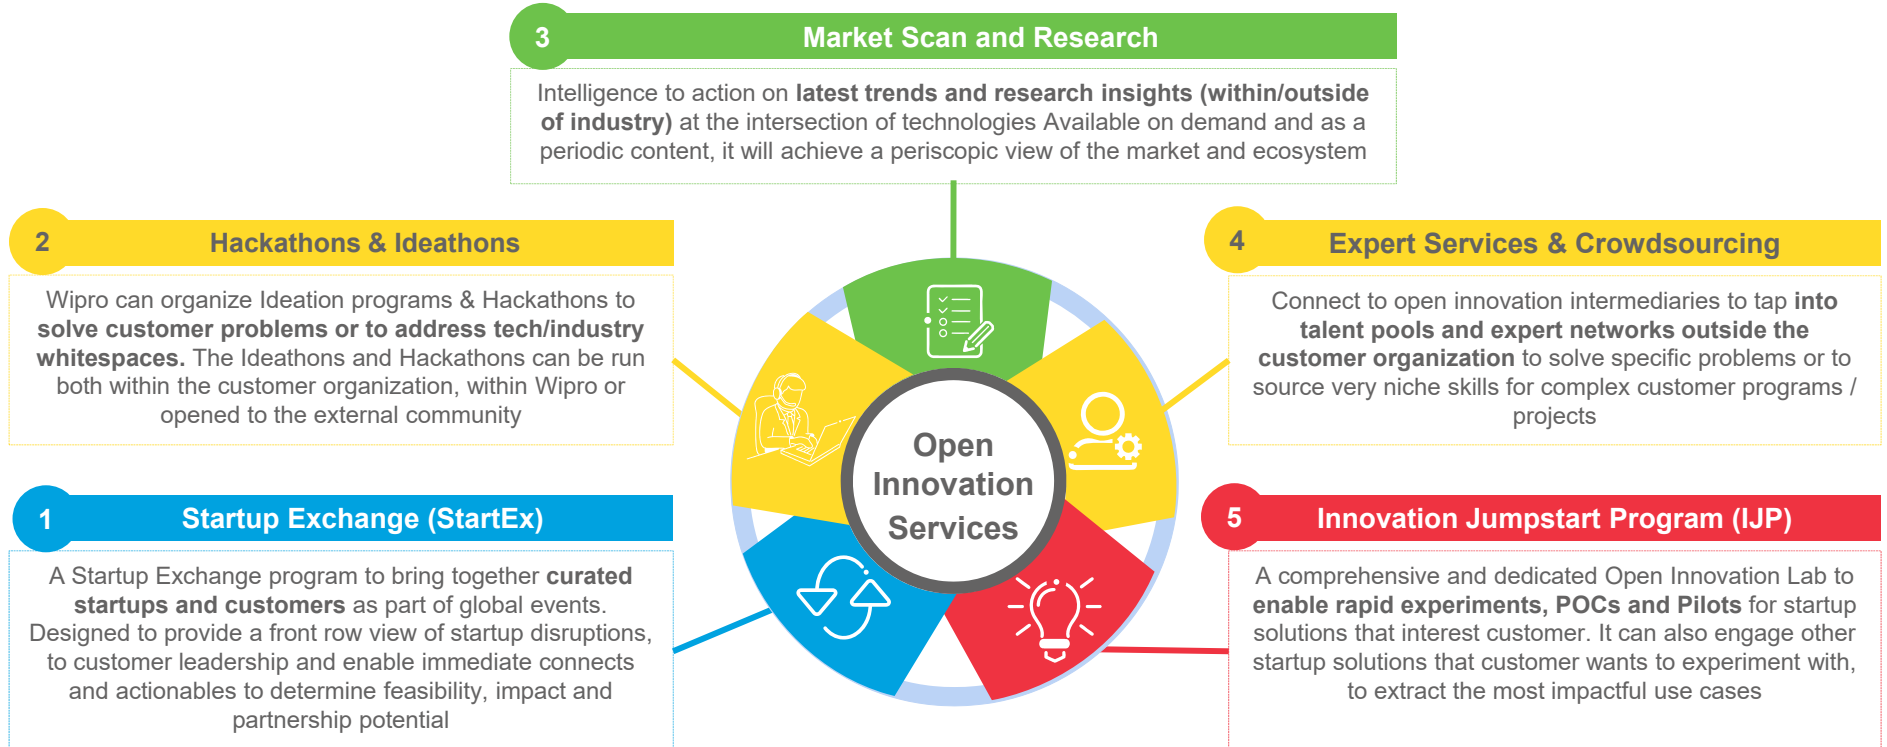 3
Market Scan and Research
Intelligence to action on latest trends and research insights (within/outside
of industry) at the intersection of technologies Available on demand and as a
periodic content, it will achieve a periscopic view of the market and ecosystem
2
Hackathons & Ideathons
Wipro can organize Ideation programs & Hackathons to
solve customer problems or to address tech/industry
whitespaces. The Ideathons and Hackathons can be run
both within the customer organization, within Wipro or
opened to the external community
4
Expert Services & Crowdsourcing
Connect to open innovation intermediaries to tap into
talent pools and expert networks outside the
customer organization to solve specific problems or to
source very niche skills for complex customer programs /
projects
Open
Innovation
Services
1
Startup Exchange (StartEx)
A Startup Exchange program to bring together curated
startups and customers as part of global events.
Designed to provide a front row view of startup disruptions,
to customer leadership and enable immediate connects
and actionables to determine feasibility, impact and
partnership potential
5
Innovation Jumpstart Program (IJP)
A comprehensive and dedicated Open Innovation Lab to
enable rapid experiments, POCs and Pilots for startup
solutions that interest customer. It can also engage other
startup solutions that customer wants to experiment with,
to extract the most impactful use cases